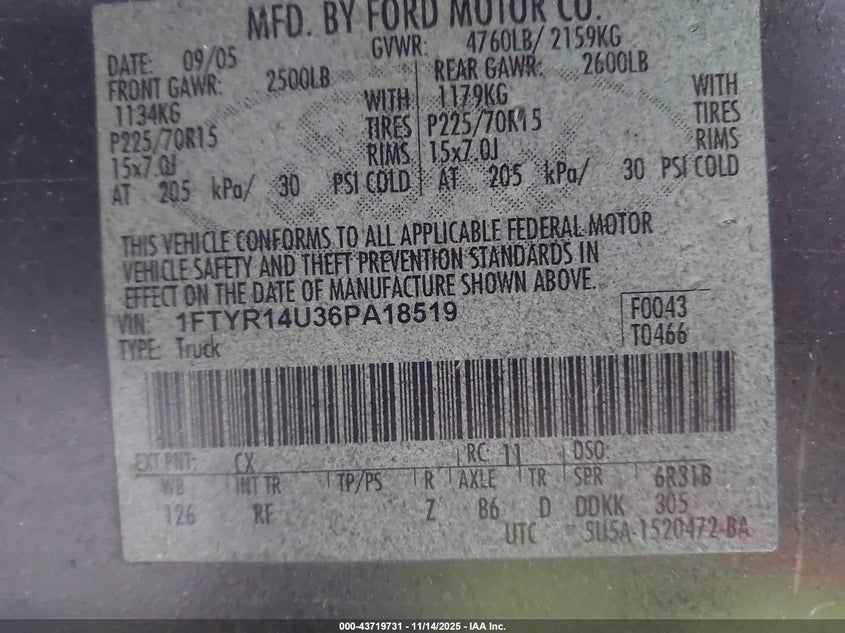 MFD. BY FORD MOTOR CO.
DATE: 09/05 GVWR: 4760LB/ 2159KG
FRONT GAWR: 2500LB REAR GAWR: 2600LB
1134KG WITH 1179KG WITH
P225/70R15 TIRES P225/70R15 TIRES
15x7.0J RIMS 15x7.0J RIMS
AT 205 kPa/ 30 PSI COLD AT 205 kPa/ 30 PSI COLD
THIS VEHICLE CONFORMS TO ALL APPLICABLE FEDERAL MOTOR
VEHICLE SAFETY AND THEFT PREVENTION STANDARDS IN
EFFECT ON THE DATE OF MANUFACTURE SHOWN ABOVE.
VIN: 1FTYR14U36PA18519 F0043
TYPE: Truck T0466
EXT PNT: CX RC: 11 DSO:
WB INT TR TP/PS R AXLE TR SPR 6R31B
126 RF Z 86 D DDKK 305
UTC 5U5A-1520472-BA
000-43719731 - 11/14/2025 - IAA Inc.